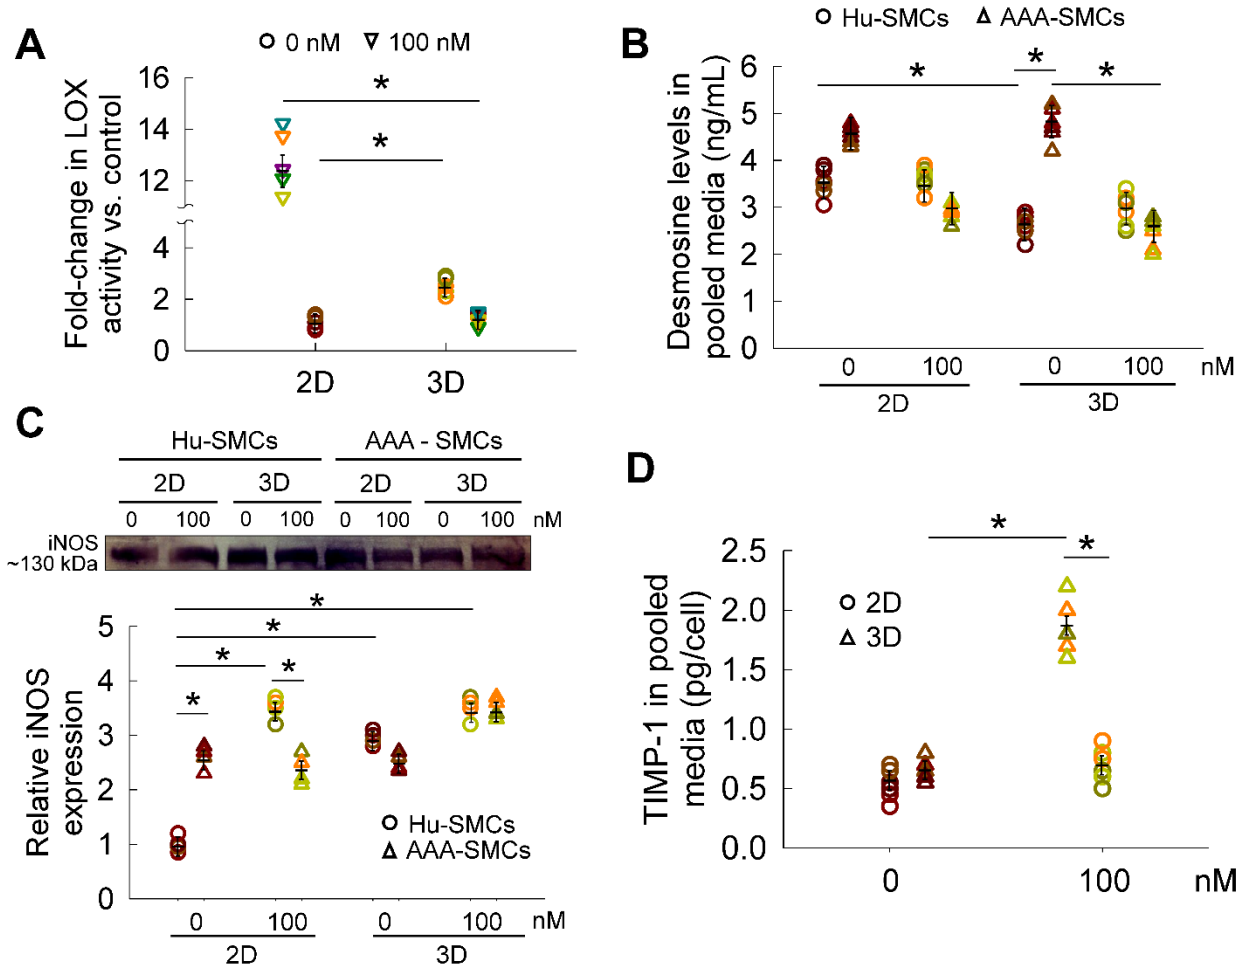 A
0 nM 100 nM
*
*
16
14
12
4
2
0
Fold-change in LOX
activity vs. control
2D 3D
B
Hu-SMCs AAA-SMCs
* * *
6
5
4
3
2
1
0
Desmosine levels in
pooled media (ng/mL)
0 100 0 100 nM
2D 3D
C
Hu-SMCs AAA - SMCs
2D 3D 2D 3D
0 100 0 100 0 100 0 100 nM
iNOS
~130 kDa
*
*
* *
*
5
4
3
2
1
0
Relative iNOS
expression
Hu-SMCs
AAA-SMCs
0 100 0 100 nM
2D 3D
D
*
*
2D
3D
2.5
2.0
1.5
1.0
0.5
0.0
TIMP-1 in pooled
media (pg/cell)
0 100 nM